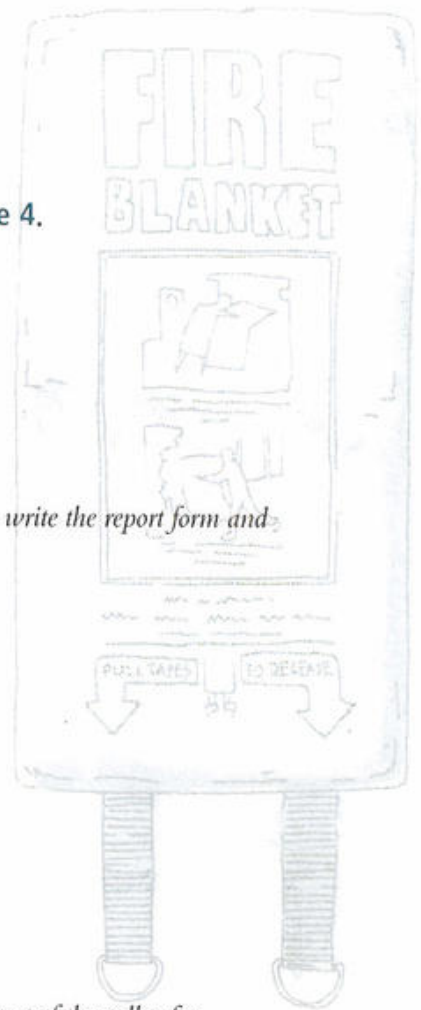 FIRE
BLANKET
e 4.
write the report form and
PULL TAPES TO RELEASE